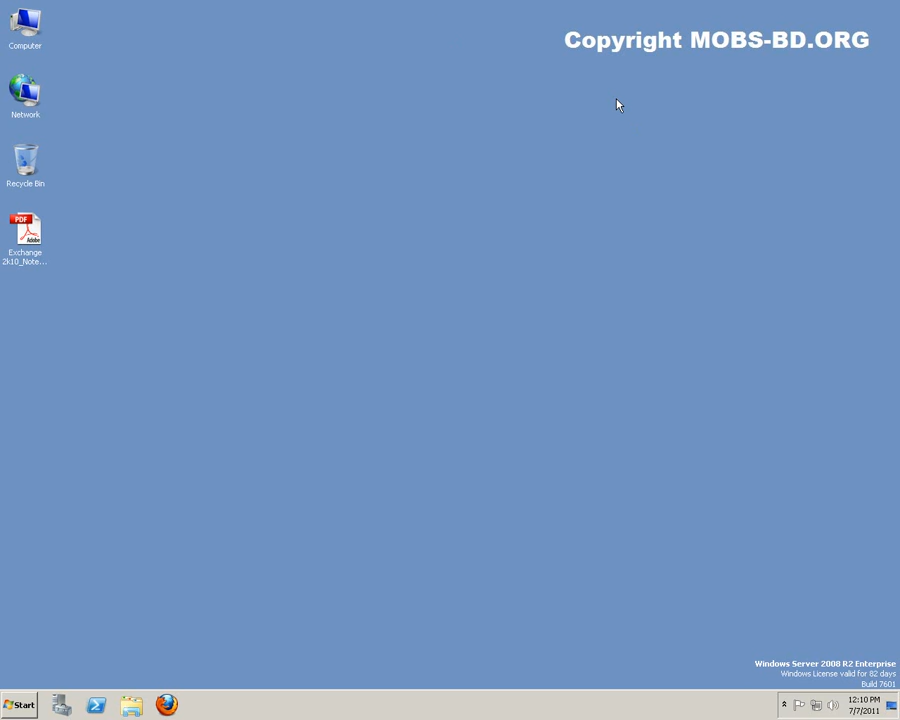 Computer
Copyright MOBS-BD.ORG
Network
Recycle Bin
PDF
Adobe
Exchange
2k10_Note...
Windows Server 2008 R2 Enterprise
Windows License valid for 82 days
Build 7601
Start
12:10 PM
7/7/2011